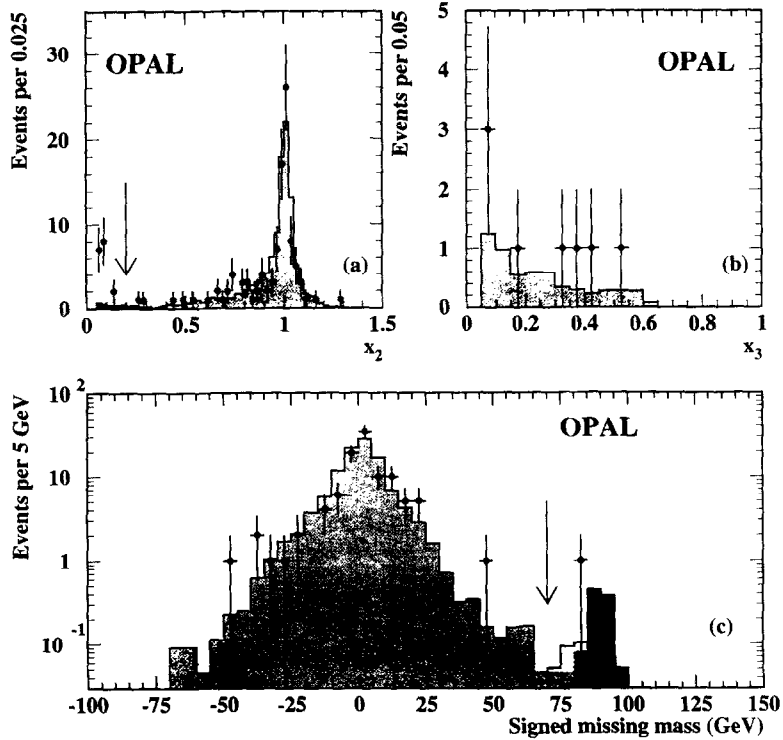 Events per 0.025
OPAL
30
20
10
0
0
0.5
1
1.5
(a)
x2
Events per 0.05
OPAL
5
4
3
2
1
0
0
0.2
0.4
0.6
0.8
1
(b)
x3
Events per 5 GeV
OPAL
10 2
10
1
10 -1
(c)
-100
-75
-50
-25
0
25
50
75
100
125
150
Signed missing mass (GeV)